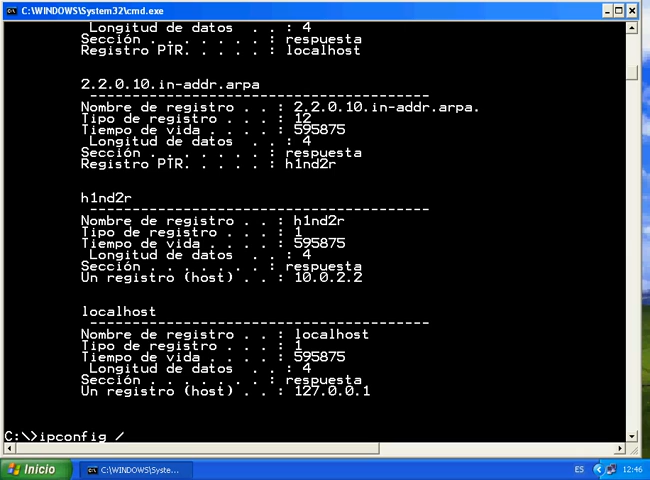 C:\WINDOWS\System32\cmd.exe
Longitud de datos . . : 4
Sección . . . . . . . : respuesta
Registro PTR. . . . . : localhost
2.2.0.10.in-addr.arpa
----------------------------------------
Nombre de registro . . : 2.2.0.10.in-addr.arpa.
Tipo de registro . . . : 12
Tiempo de vida . . . . : 595875
Longitud de datos . . : 4
Sección . . . . . . . : respuesta
Registro PTR. . . . . : h1nd2r
h1nd2r
----------------------------------------
Nombre de registro . . : h1nd2r
Tipo de registro . . . : 1
Tiempo de vida . . . . : 595875
Longitud de datos . . : 4
Sección . . . . . . . : respuesta
Un registro (host) . . : 10.0.2.2
localhost
----------------------------------------
Nombre de registro . . : localhost
Tipo de registro . . . : 1
Tiempo de vida . . . . : 595875
Longitud de datos . . : 4
Sección . . . . . . . : respuesta
Un registro (host) . . : 127.0.0.1
C:\>ipconfig /
Inicio
C:\WINDOWS\Syste...
ES
12:46